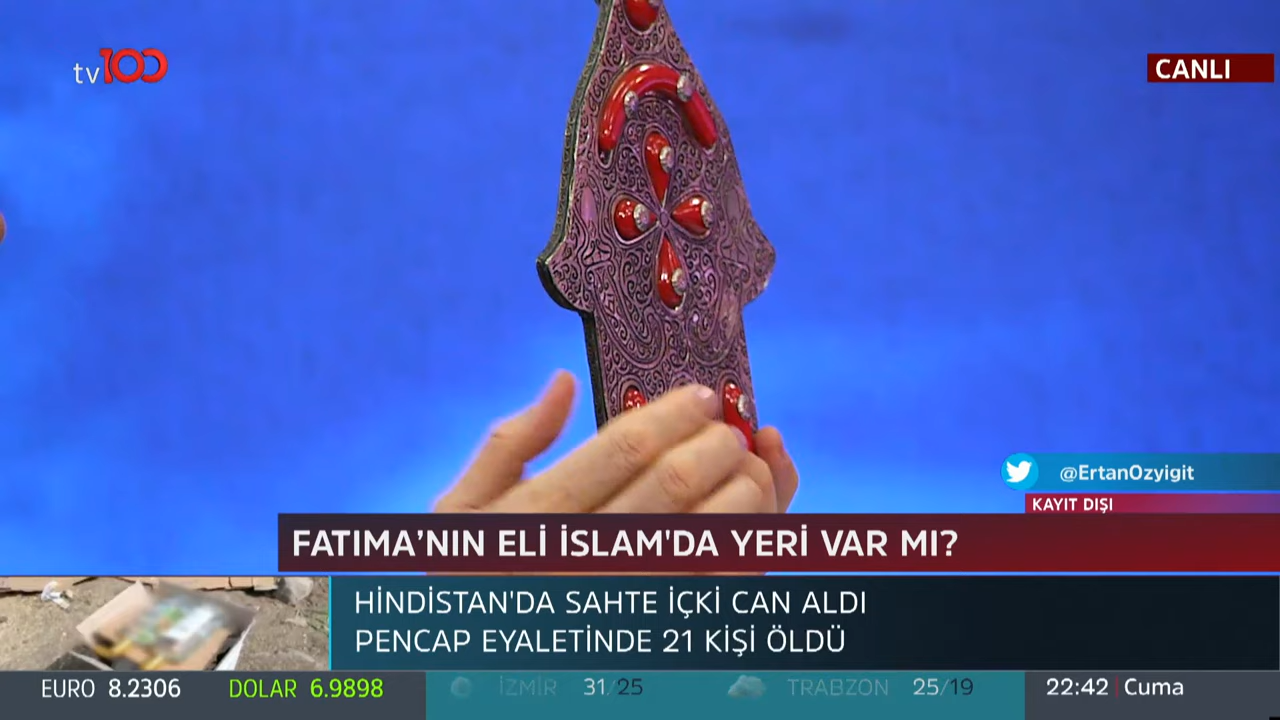 tv100
CANLI
@ErtanOzyigit
KAYIT DIŞI
FATIMA’NIN ELİ İSLAM'DA YERİ VAR MI?
HİNDİSTAN'DA SAHTE İÇKİ CAN ALDI
PENCAP EYALETİNDE 21 KİŞİ ÖLDÜ
EURO 8.2306 DOLAR 6.9898 İZMİR 31/25 TRABZON 25/19 22:42 Cuma